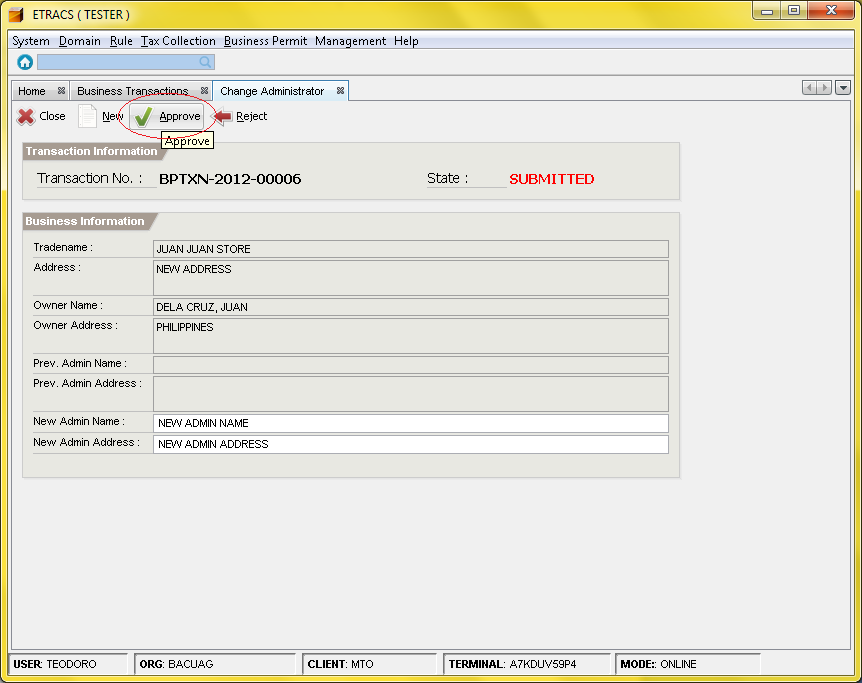 ETRACS ( TESTER )
System Domain Rule Tax Collection Business Permit Management Help
Home Business Transactions Change Administrator
Close New Approve Reject
Approve
Transaction Information
Transaction No. : BPTXN-2012-00006 State : SUBMITTED
Business Information
Tradename : JUAN JUAN STORE
Address : NEW ADDRESS
Owner Name : DELA CRUZ, JUAN
Owner Address : PHILIPPINES
Prev. Admin Name :
Prev. Admin Address :
New Admin Name : NEW ADMIN NAME
New Admin Address : NEW ADMIN ADDRESS
USER: TEODORO ORG: BACUAG CLIENT: MTO TERMINAL: A7KDUV59P4 MODE:: ONLINE